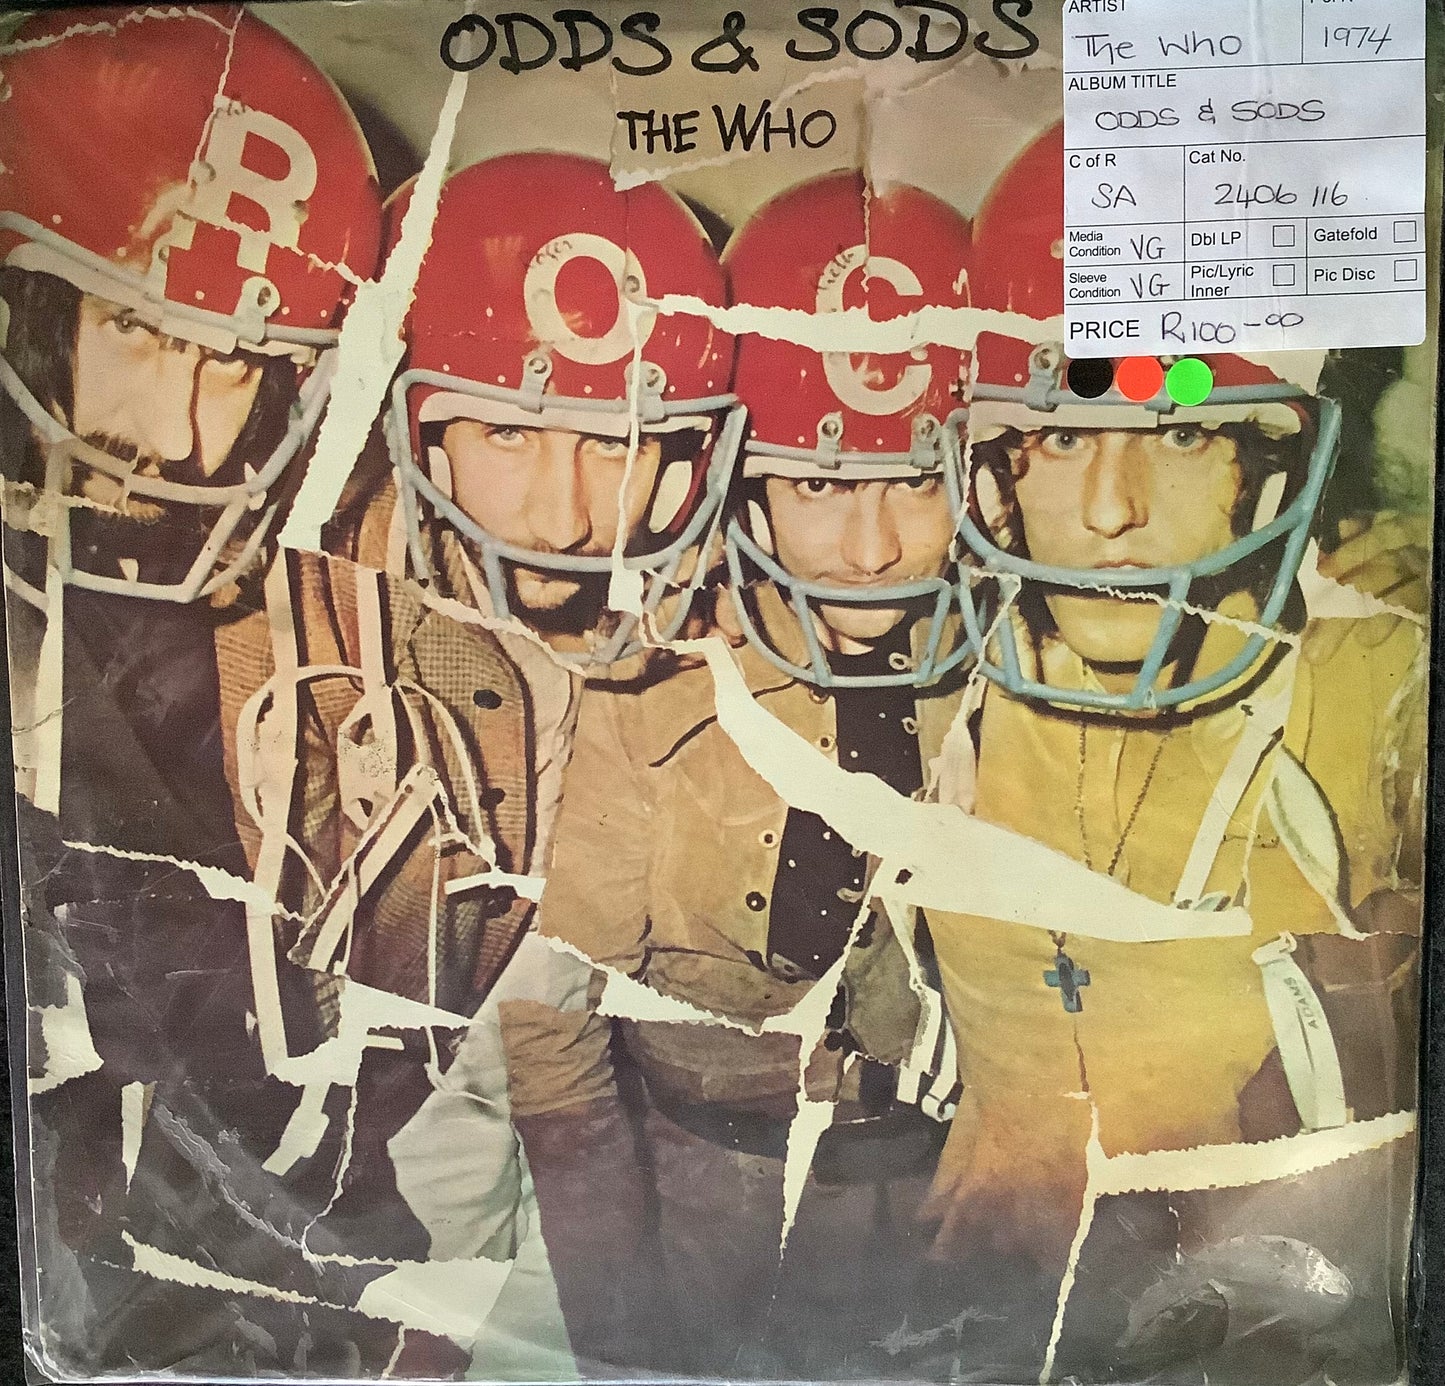 ODDS & SODS
THE WHO
R
O
C
ARTIST
The Who
1974
ALBUM TITLE
ODDS & SODS
C of R
SA
Cat No.
2406 116
Media
Condition VG
Dbl LP
Gatefold
Sleeve
Condition VG
Pic/Lyric
Inner
Pic Disc
PRICE R100-00
ADAMS